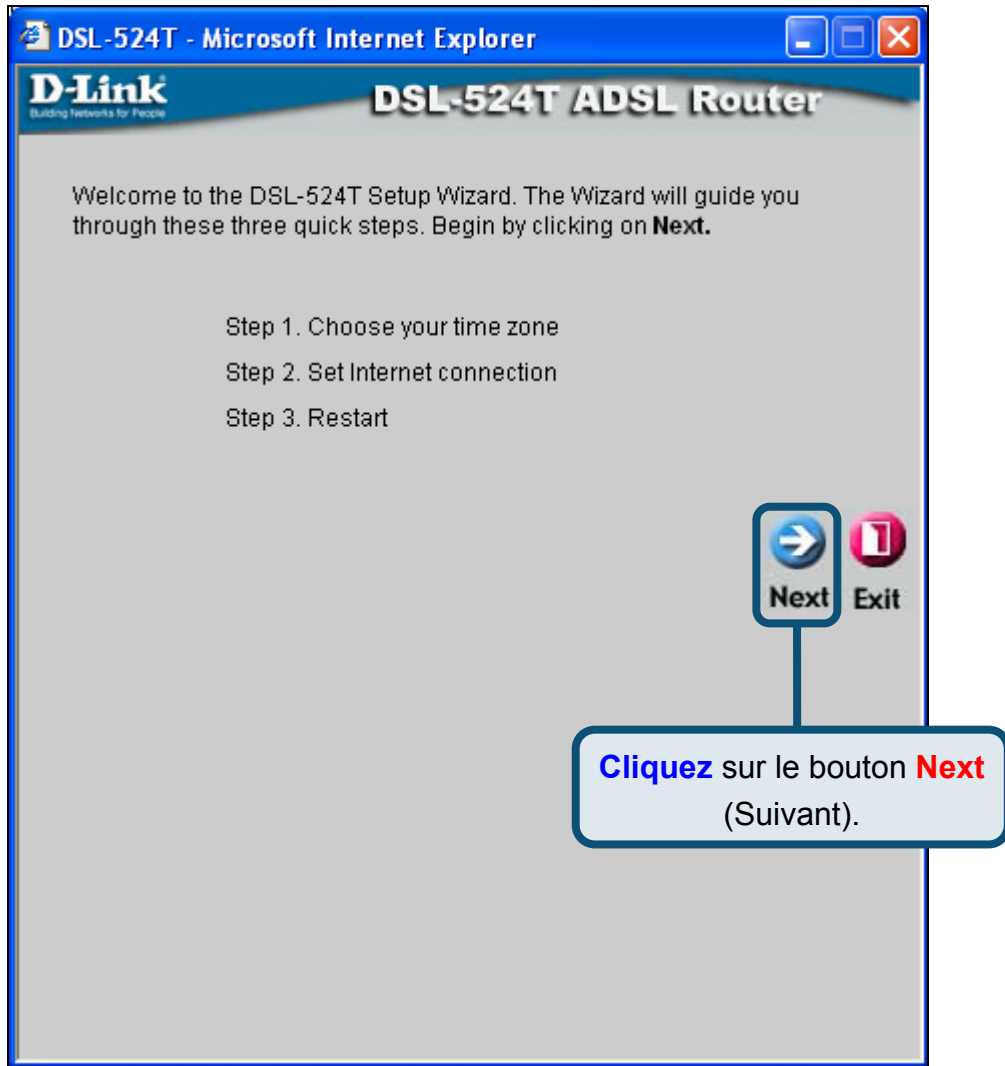 DSL-524T - Microsoft Internet Explorer
D-Link
Building Networks for People
DSL-524T ADSL Router
Welcome to the DSL-524T Setup Wizard. The Wizard will guide you
through these three quick steps. Begin by clicking on Next.
Step 1. Choose your time zone
Step 2. Set Internet connection
Step 3. Restart
Next Exit
Cliquez sur le bouton Next
(Suivant).